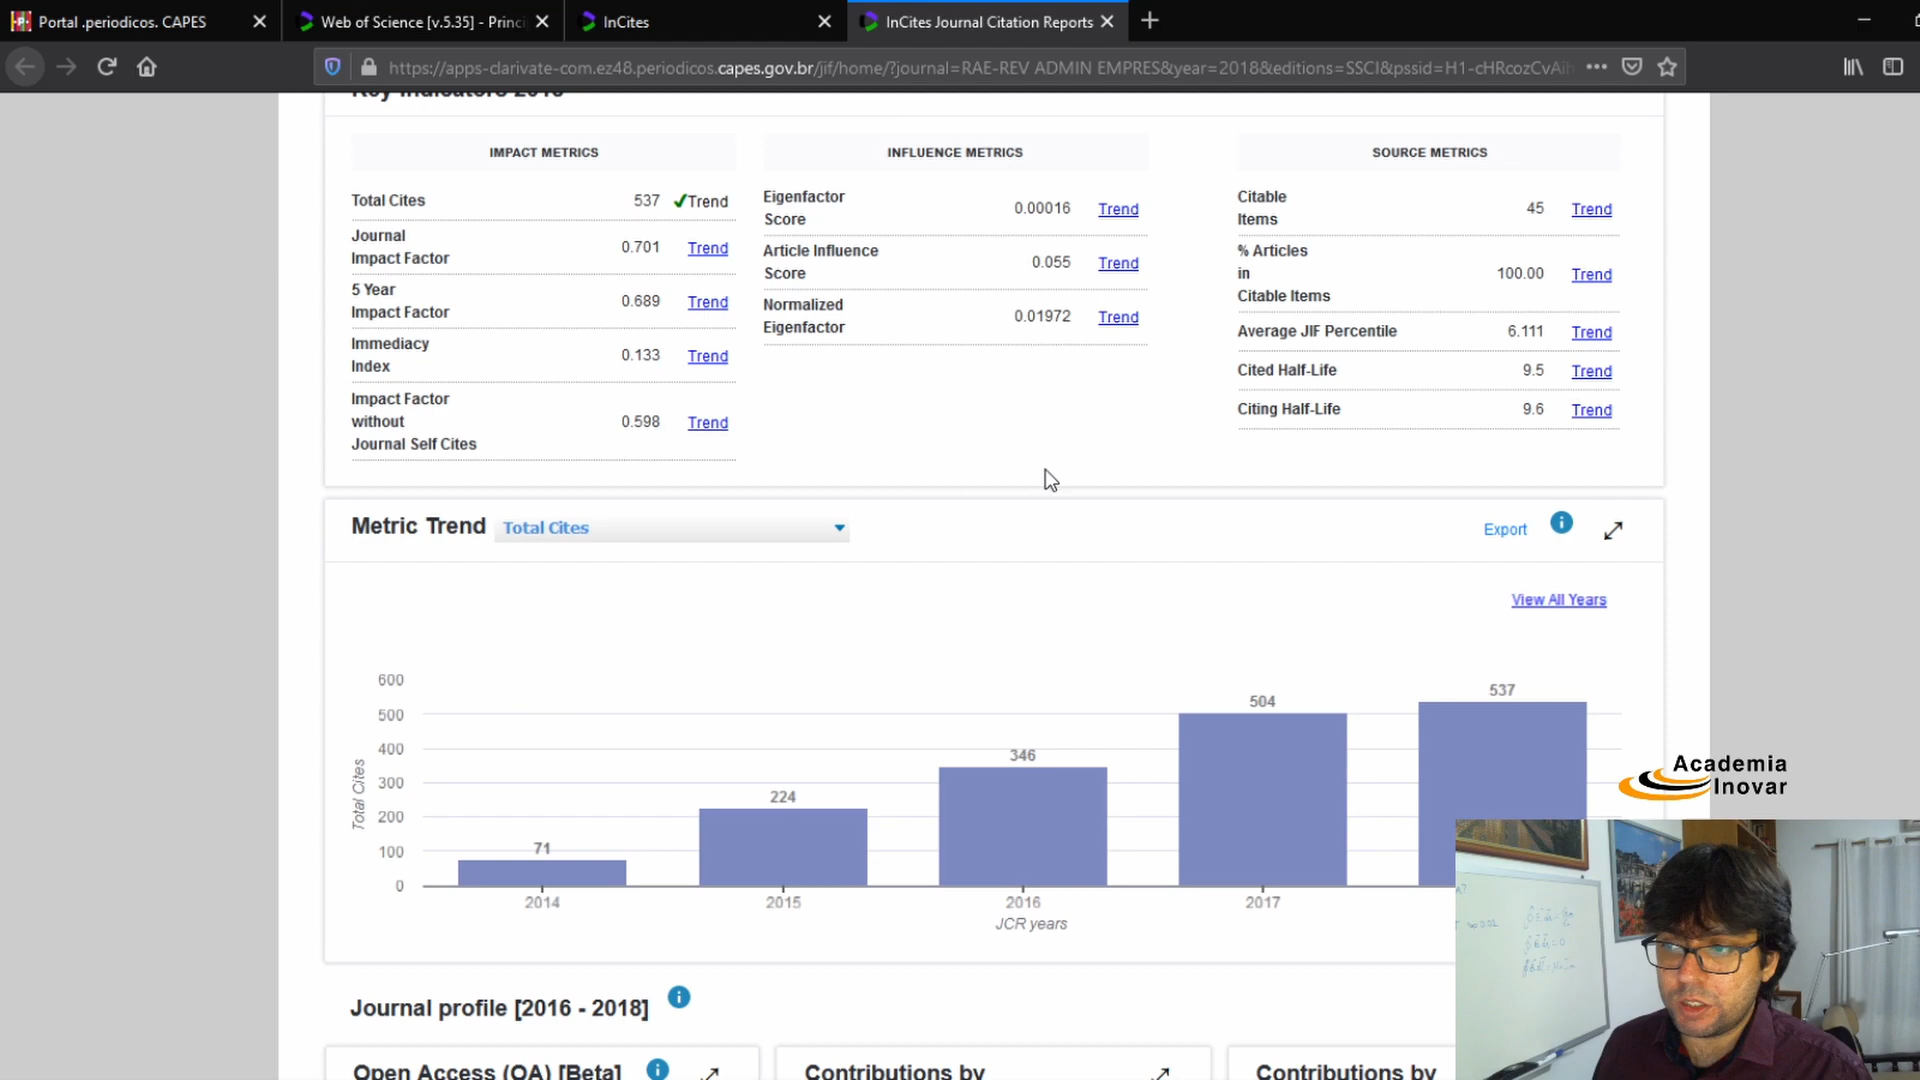 Portal .periodicos. CAPES
Web of Science [v.5.35] - Princi
InCites
InCites Journal Citation Reports
https://apps-clarivate-com.ez48.periodicos.capes.gov.br/jif/home/?journal=RAE-REV ADMIN EMPRES&year=2018&editions=SSCI&pssid=H1-cHRcozCvAi
Key Indicators 2018
IMPACT METRICS
Total Cites 537 ✔Trend
Journal
Impact Factor 0.701 Trend
5 Year
Impact Factor 0.689 Trend
Immediacy
Index 0.133 Trend
Impact Factor
without 0.598 Trend
Journal Self Cites
INFLUENCE METRICS
Eigenfactor
Score 0.00016 Trend
Article Influence
Score 0.055 Trend
Normalized
Eigenfactor 0.01972 Trend
SOURCE METRICS
Citable
Items 45 Trend
% Articles
in 100.00 Trend
Citable Items
Average JIF Percentile 6.111 Trend
Cited Half-Life 9.5 Trend
Citing Half-Life 9.6 Trend
Metric Trend Total Cites
Export
View All Years
Total Cites
600
500
400
300
200
100
0
71
224
346
504
537
2014
2015
2016
2017
JCR years
Academia
Inovar
Journal profile [2016 - 2018]
Open Access (OA) [Beta]
Contributions by
Contributions by